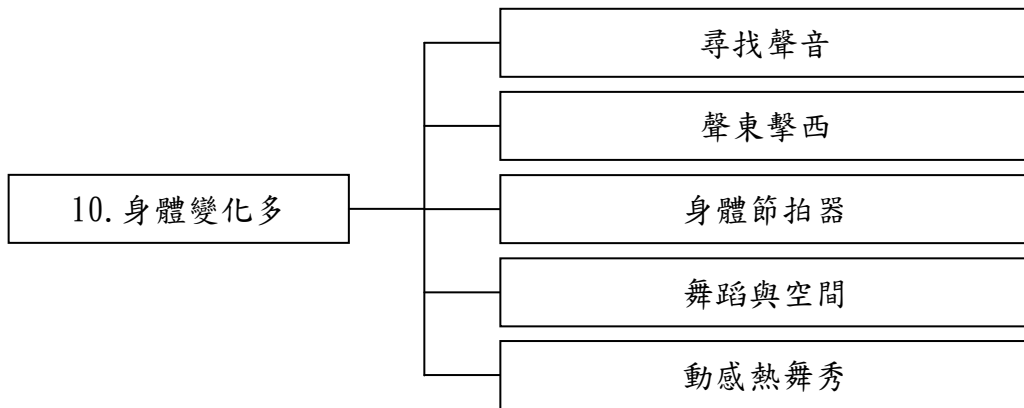 尋找聲音
聲東擊西
10.身體變化多
身體節拍器
舞蹈與空間
動感熱舞秀